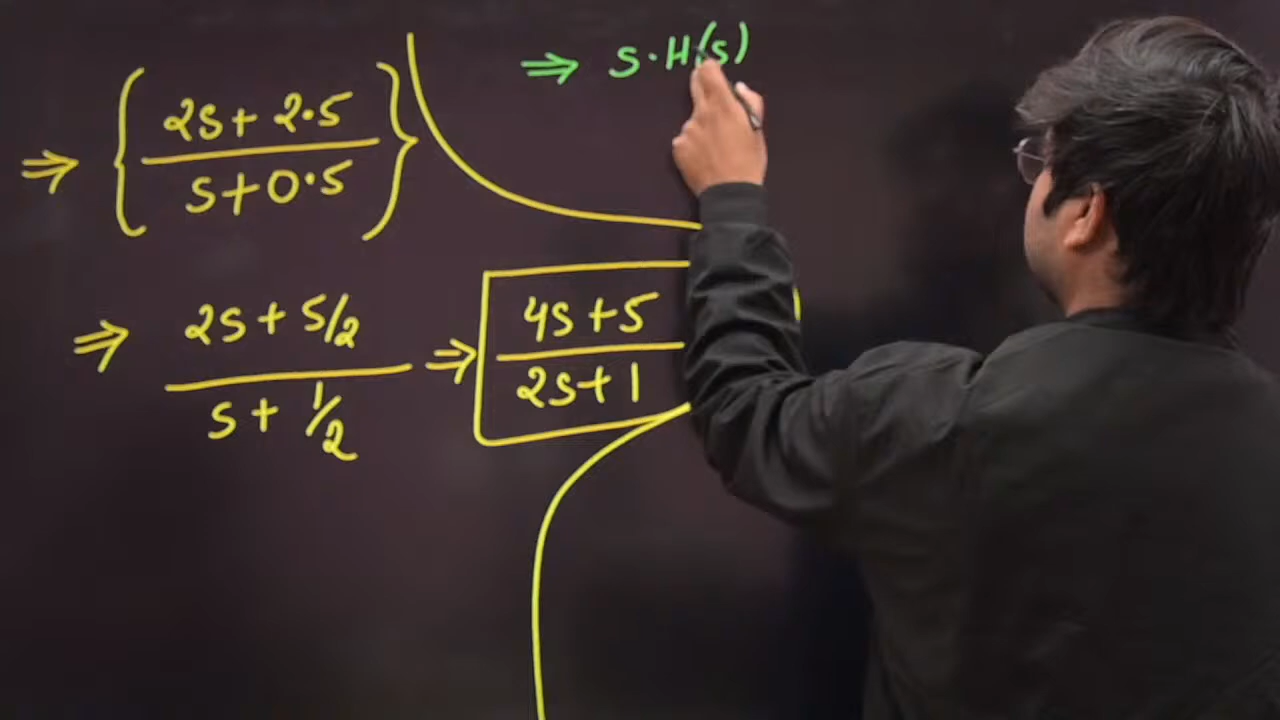 ⇒ { 2s + 2.5 / s + 0.5 }
⇒ s·H(s)
⇒ 2s + 5/2 / s + 1/2
⇒ 4s + 5 / 2s + 1